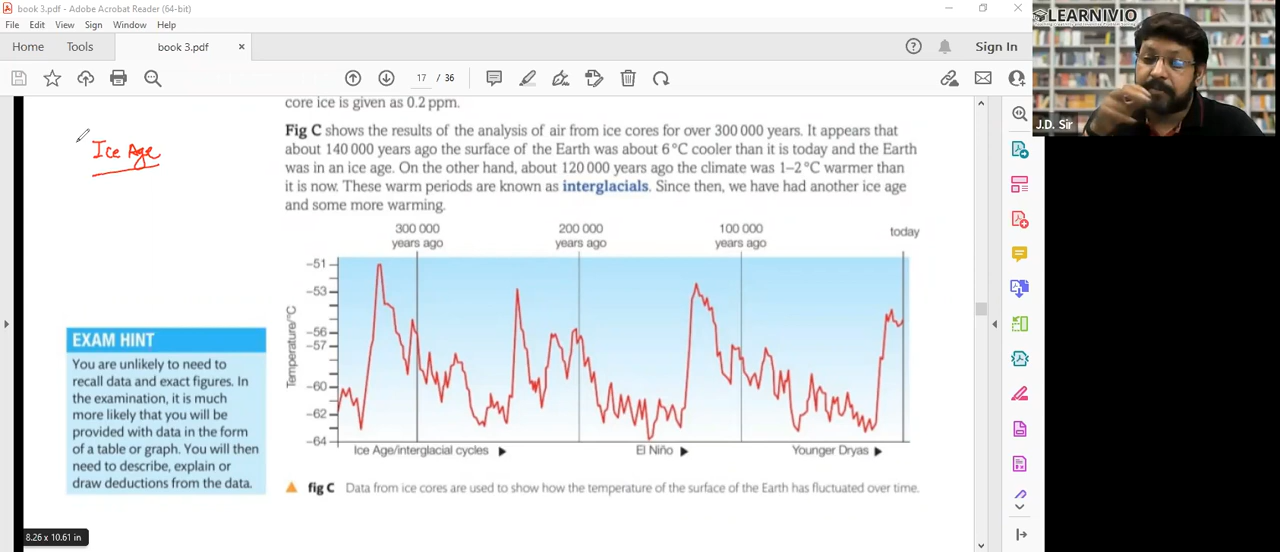 book 3.pdf - Adobe Acrobat Reader (64-bit)
File Edit View Sign Window Help
Home Tools book 3.pdf × Sign In
17 / 36
LEARNIVIO
J.D. Sir
Ice Age
core ice is given as 0.2 ppm.
Fig C shows the results of the analysis of air from ice cores for over 300 000 years. It appears that
about 140 000 years ago the surface of the Earth was about 6 °C cooler than it is today and the Earth
was in an ice age. On the other hand, about 120 000 years ago the climate was 1–2 °C warmer than
it is now. These warm periods are known as interglacials. Since then, we have had another ice age
and some more warming.
300 000 200 000 100 000 today
years ago years ago years ago
Temperature/°C
–51
–53
–56
–57
–60
–62
–64
Ice Age/interglacial cycles ▶ El Niño ▶ Younger Dryas ▶
fig C Data from ice cores are used to show how the temperature of the surface of the Earth has fluctuated over time.
EXAM HINT
You are unlikely to need to
recall data and exact figures. In
the examination, it is much
more likely that you will be
provided with data in the form
of a table or graph. You will then
need to describe, explain or
draw deductions from the data.
8.26 x 10.61 in